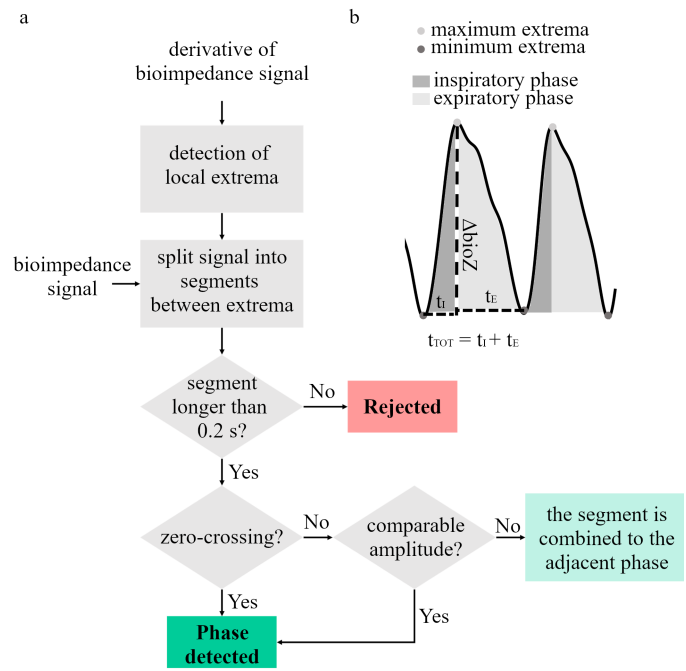 a
derivative of
bioimpedance signal
detection of
local extrema
bioimpedance
signal
split signal into
segments
between extrema
segment
longer than
0.2 s?
No
Rejected
Yes
zero-crossing?
No
comparable
amplitude?
No
the segment is
combined to the
adjacent phase
Yes
Yes
Phase
detected
b
maximum extrema
minimum extrema
inspiratory phase
expiratory phase
ΔbioZ
tI
tE
tTOT = tI + tE